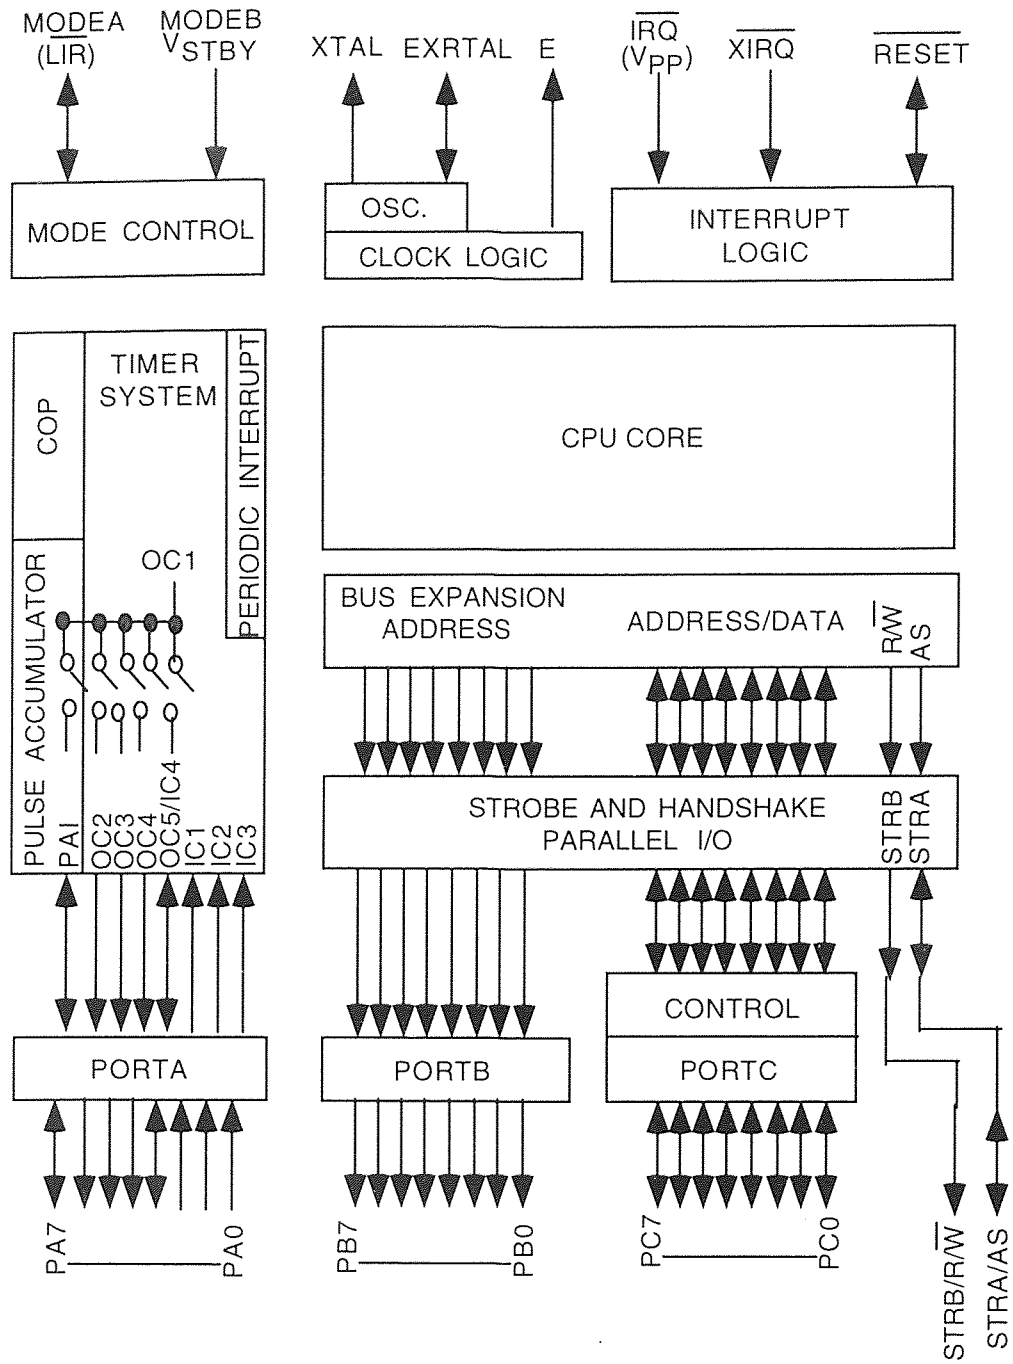 MODEA
(LIR)
MODEB
VSTBY
XTAL
EXRTAL
E
IRQ
(VPP)
XIRQ
RESET
MODE CONTROL
OSC.
CLOCK LOGIC
INTERRUPT
LOGIC
COP
TIMER
SYSTEM
PERIODIC INTERRUPT
CPU CORE
PULSE ACCUMULATOR
OC1
PAI
OC2
OC3
OC4
OC5/IC4
IC1
IC2
IC3
BUS EXPANSION
ADDRESS
ADDRESS/DATA
R/W
AS
STROBE AND HANDSHAKE
PARALLEL I/O
STRB
STRA
CONTROL
PORTA
PORTB
PORTC
PA7
PA0
PB7
PB0
PC7
PC0
STRB/R/W
STRA/AS